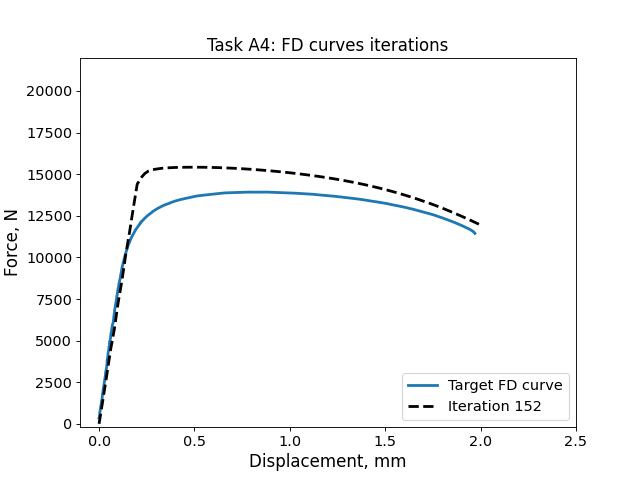 Task A4: FD curves iterations
20000
17500
15000
12500
10000
7500
5000
2500
0
0.0 0.5 1.0 1.5 2.0 2.5
Force, N
Displacement, mm
Target FD curve
Iteration 152